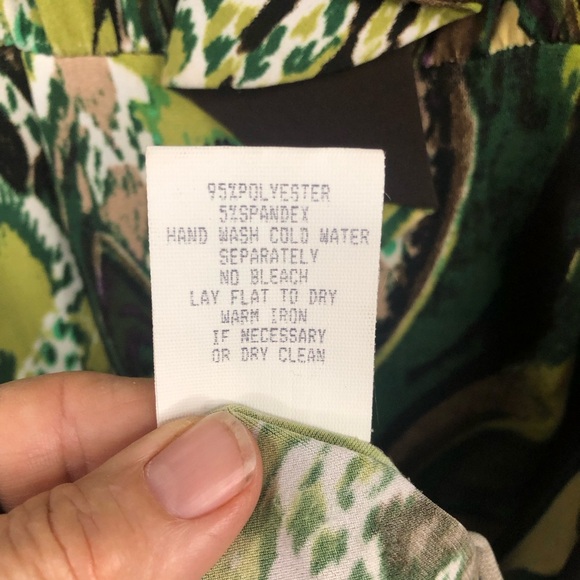 95%POLYESTER
5%SPANDEX
HAND WASH COLD WATER
SEPARATELY
NO BLEACH
LAY FLAT TO DRY
WARM IRON
IF NECESSARY
OR DRY CLEAN